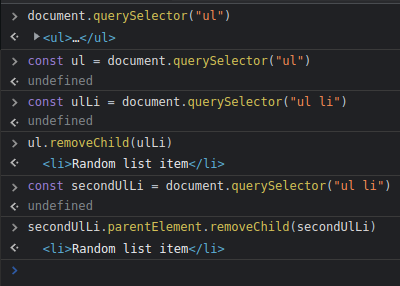 > document.querySelector("ul")
<· ▶<ul>…</ul>
> const ul = document.querySelector("ul")
<· undefined
> const ulLi = document.querySelector("ul li")
<· undefined
> ul.removeChild(ulLi)
<· <li>Random list item</li>
> const secondUlLi = document.querySelector("ul li")
<· undefined
> secondUlLi.parentElement.removeChild(secondUlLi)
<· <li>Random list item</li>
>